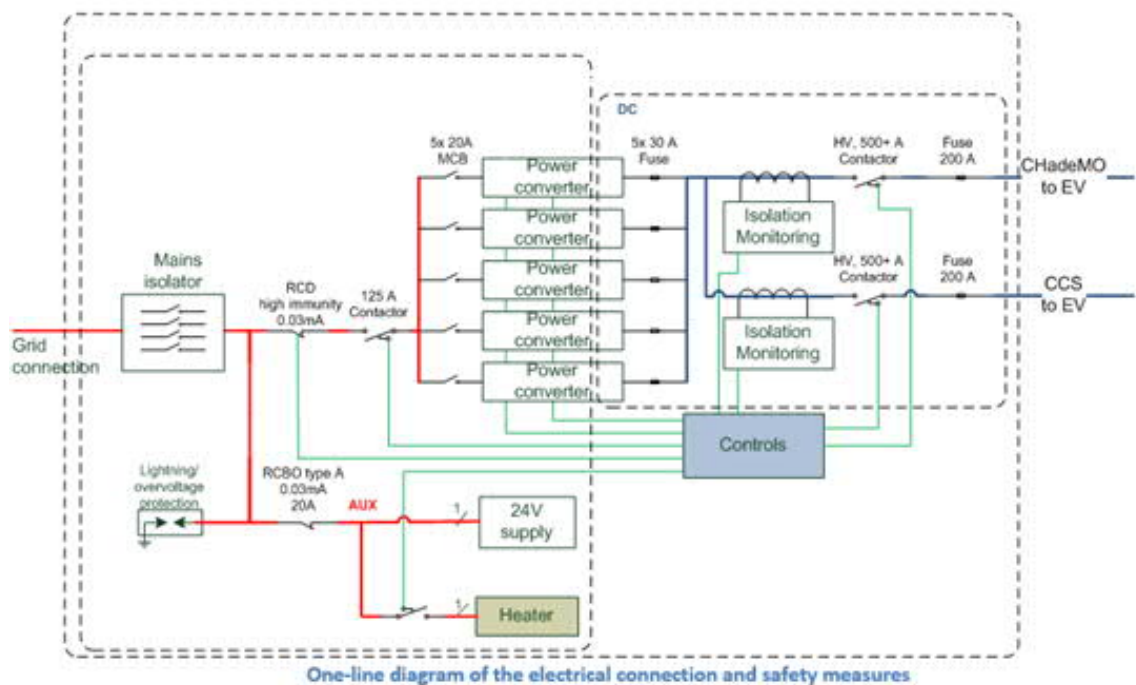 DC
5x 20A
MCB
Power
converter
5x 30 A
Fuse
HV, 500+ A
Contactor
Fuse
200 A
CHadeMO
to EV
Power
converter
Isolation
Monitoring
Mains
isolator
RCD
high immunity
0.03mA
125 A
Contactor
Power
converter
HV, 500+ A
Contactor
Fuse
200 A
CCS
to EV
Grid
connection
Power
converter
Isolation
Monitoring
Power
converter
Controls
Lightning/
overvoltage
protection
RCBO type A
0.03mA
20A
AUX
1
24V
supply
1
Heater
One-line diagram of the electrical connection and safety measures